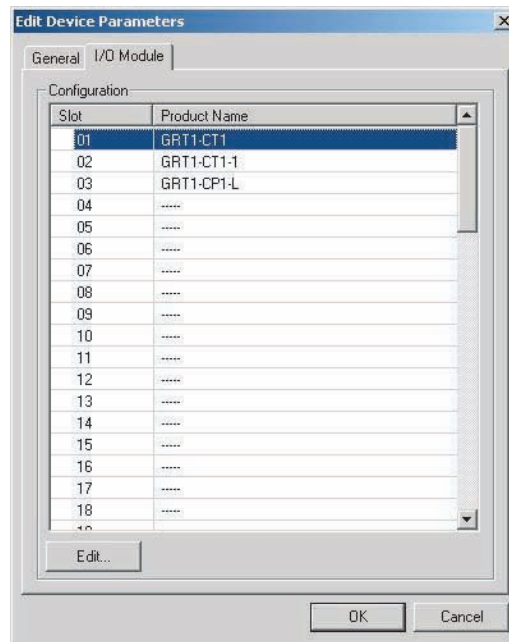 Edit Device Parameters
General I/O Module
Configuration
Slot Product Name
01 GRT1-CT1
02 GRT1-CT1-1
03 GRT1-CP1-L
04 -----
05 -----
06 -----
07 -----
08 -----
09 -----
10 -----
11 -----
12 -----
13 -----
14 -----
15 -----
16 -----
17 -----
18 -----
Edit...
OK Cancel